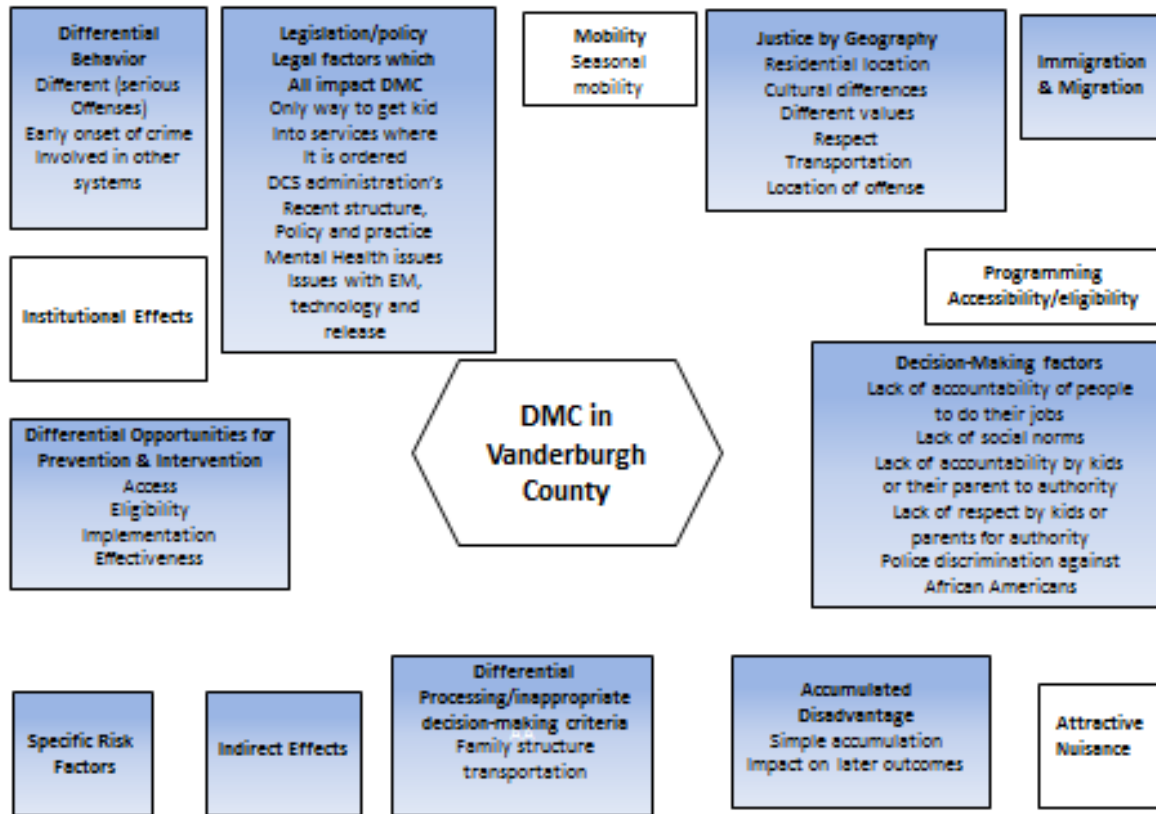 Differential
Behavior
Different (serious
Offenses)
Early onset of crime
Involved in other
systems
Legislation/policy
Legal factors which
All impact DMC
Only way to get kid
Into services where
It is ordered
DCS administration's
Recent structure,
Policy and practice
Mental Health issues
Issues with EM,
technology and
release
Mobility
Seasonal
mobility
Justice by Geography
Residential location
Cultural differences
Different values
Respect
Transportation
Location of offense
Immigration
& Migration
Institutional Effects
Programming
Accessibility/eligibility
Differential Opportunities for
Prevention & Intervention
Access
Eligibility
Implementation
Effectiveness
DMC in
Vanderburgh
County
Decision-Making factors
Lack of accountability of people
to do their jobs
Lack of social norms
Lack of accountability by kids
or their parent to authority
Lack of respect by kids or
parents for authority
Police discrimination against
African Americans
Specific Risk
Factors
Indirect Effects
Differential
Processing/inappropriate
decision-making criteria
Family structure
transportation
Accumulated
Disadvantage
Simple accumulation
Impact on later outcomes
Attractive
Nuisance